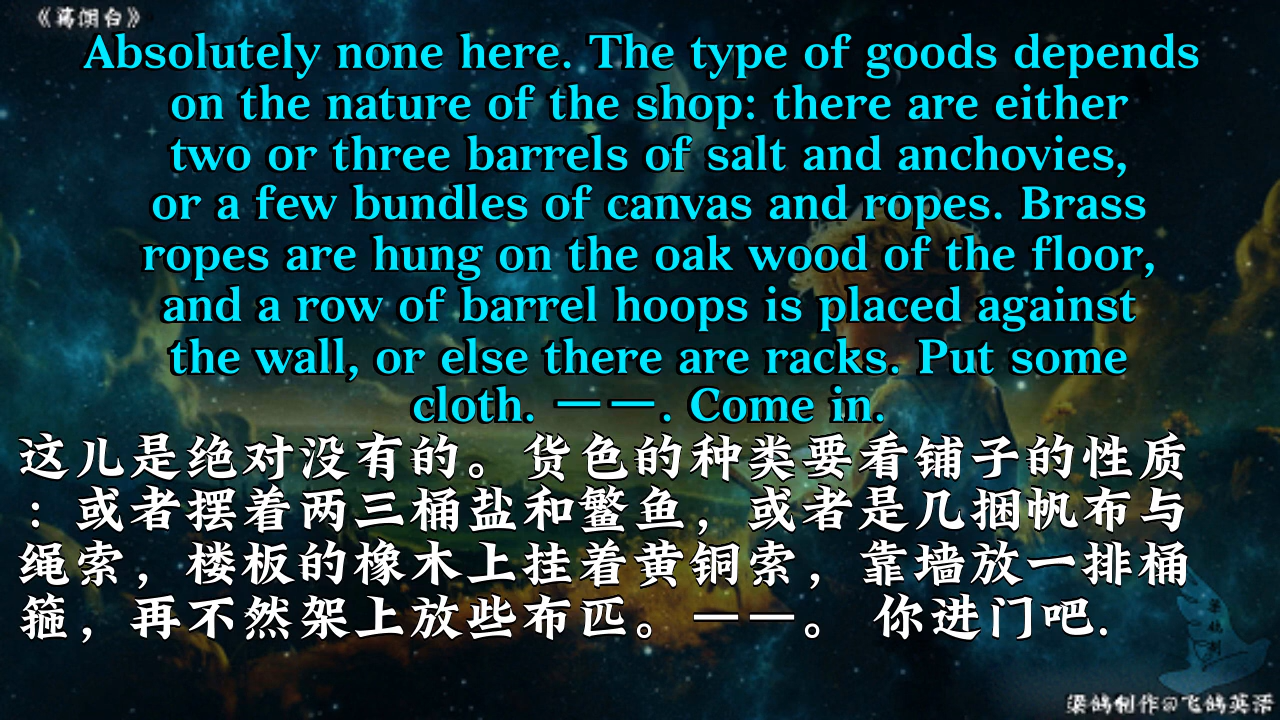 《蒋阴白》
Absolutely none here. The type of goods depends
on the nature of the shop: there are either
two or three barrels of salt and anchovies,
or a few bundles of canvas and ropes. Brass
ropes are hung on the oak wood of the floor,
and a row of barrel hoops is placed against
the wall, or else there are racks. Put some
cloth. ——. Come in.
这儿是绝对没有的。货色的种类要看铺子的性质
：或者摆着两三桶盐和鳘鱼，或者是几捆帆布与
绳索，楼板的橡木上挂着黄铜索，靠墙放一排桶
箍，再不然架上放些布匹。——。 你进门吧.
梁鸽制作@飞鸽英语